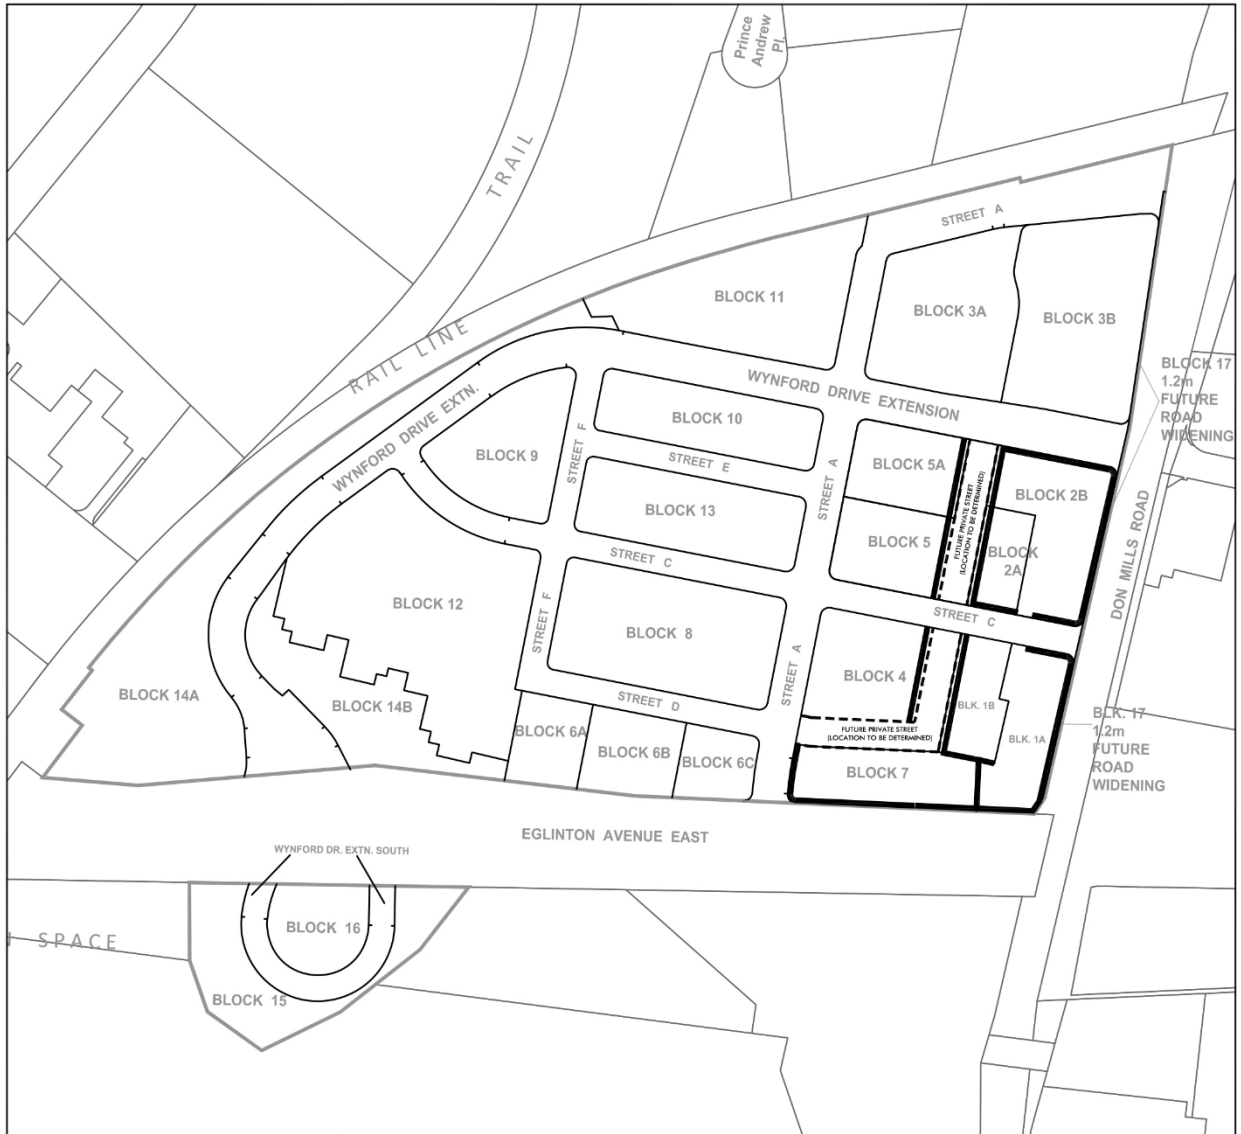 Prince
Andrew
Pl.
TRAIL
STREET A
BLOCK 11
BLOCK 3A
BLOCK 3B
RAIL LINE
BLOCK 17
1.2m
FUTURE
ROAD
WIDENING
WYNFORD DRIVE EXTENSION
WYNFORD DRIVE EXTN.
BLOCK 10
BLOCK 9
STREET F
STREET E
STREET A
BLOCK 5A
FUTURE PRIVATE STREET
(LOCATION TO BE DETERMINED)
BLOCK 2B
BLOCK 13
BLOCK 5
BLOCK
2A
DON MILLS ROAD
STREET C
BLOCK 12
STREET F
BLOCK 8
STREET C
STREET A
BLOCK 4
BLOCK 14A
BLOCK 14B
STREET D
BLK. 1B
BLK. 1A
BLK. 17
1.2m
FUTURE
ROAD
WIDENING
BLOCK 6A
BLOCK 6B
BLOCK 6C
FUTURE PRIVATE STREET
(LOCATION TO BE DETERMINED)
BLOCK 7
EGLINTON AVENUE EAST
WYNFORD DR. EXTN. SOUTH
BLOCK 16
SPACE
BLOCK 15